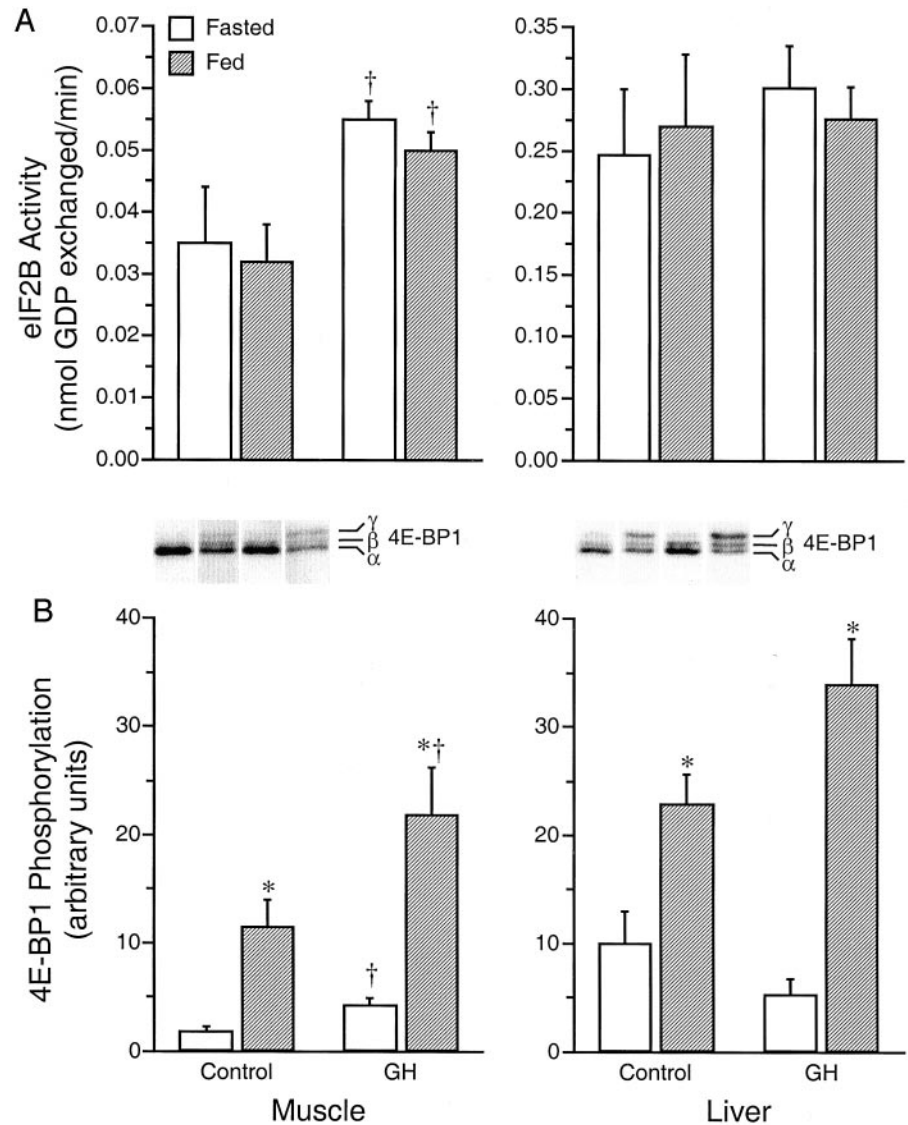 A
Fasted
Fed
eIF2B Activity
(nmol GDP exchanged/min)
0.07
0.06
0.05
0.04
0.03
0.02
0.01
0.00
† †
0.35
0.30
0.25
0.20
0.15
0.10
0.05
0.00
γ
β 4E-BP1
α
γ
β 4E-BP1
α
B
4E-BP1 Phosphorylation
(arbitrary units)
40
30
20
10
0
*
†
*†
Control GH
Muscle
40
30
20
10
0
*
*
Control GH
Liver